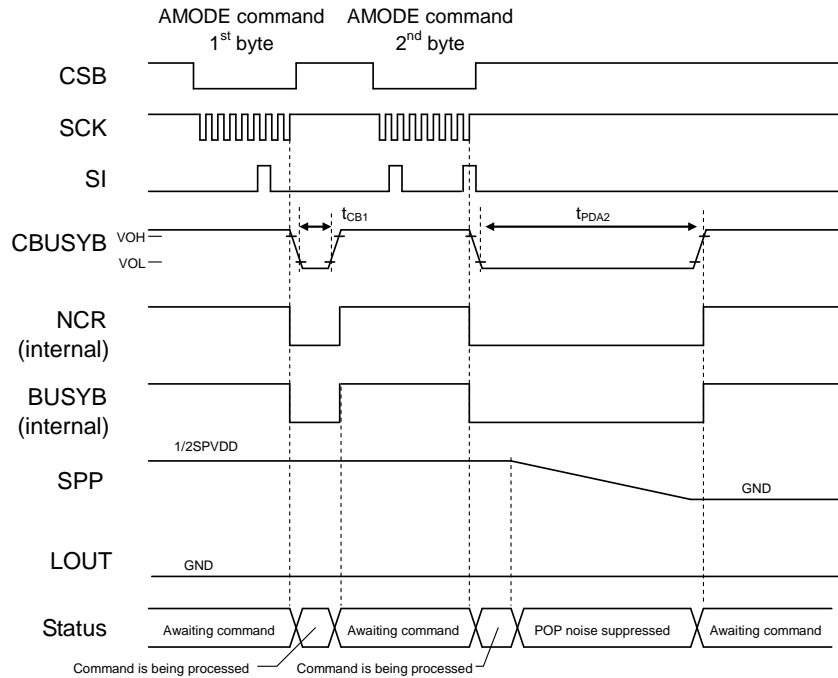 AMODE command
1st byte
AMODE command
2nd byte
CSB
SCK
SI
tCB1
tPDA2
CBUSYB
VOH
VOL
NCR
(internal)
BUSYB
(internal)
1/2SPVDD
SPP
GND
LOUT
GND
Status
Awaiting command
Awaiting command
POP noise suppressed
Awaiting command
Command is being processed
Command is being processed